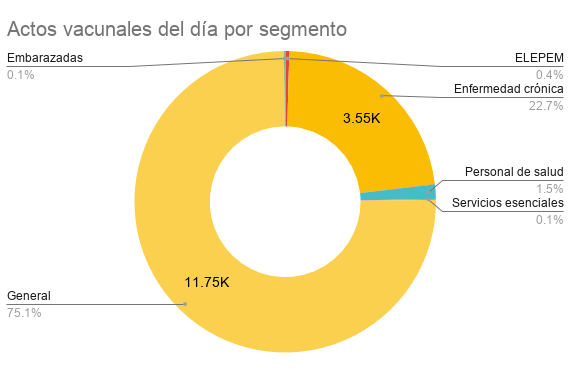 Actos vacunales del día por segmento
Embarazadas
0.1%
ELEPEM
0.4%
Enfermedad crónica
22.7%
3.55K
Personal de salud
1.5%
Servicios esenciales
0.1%
11.75K
General
75.1%